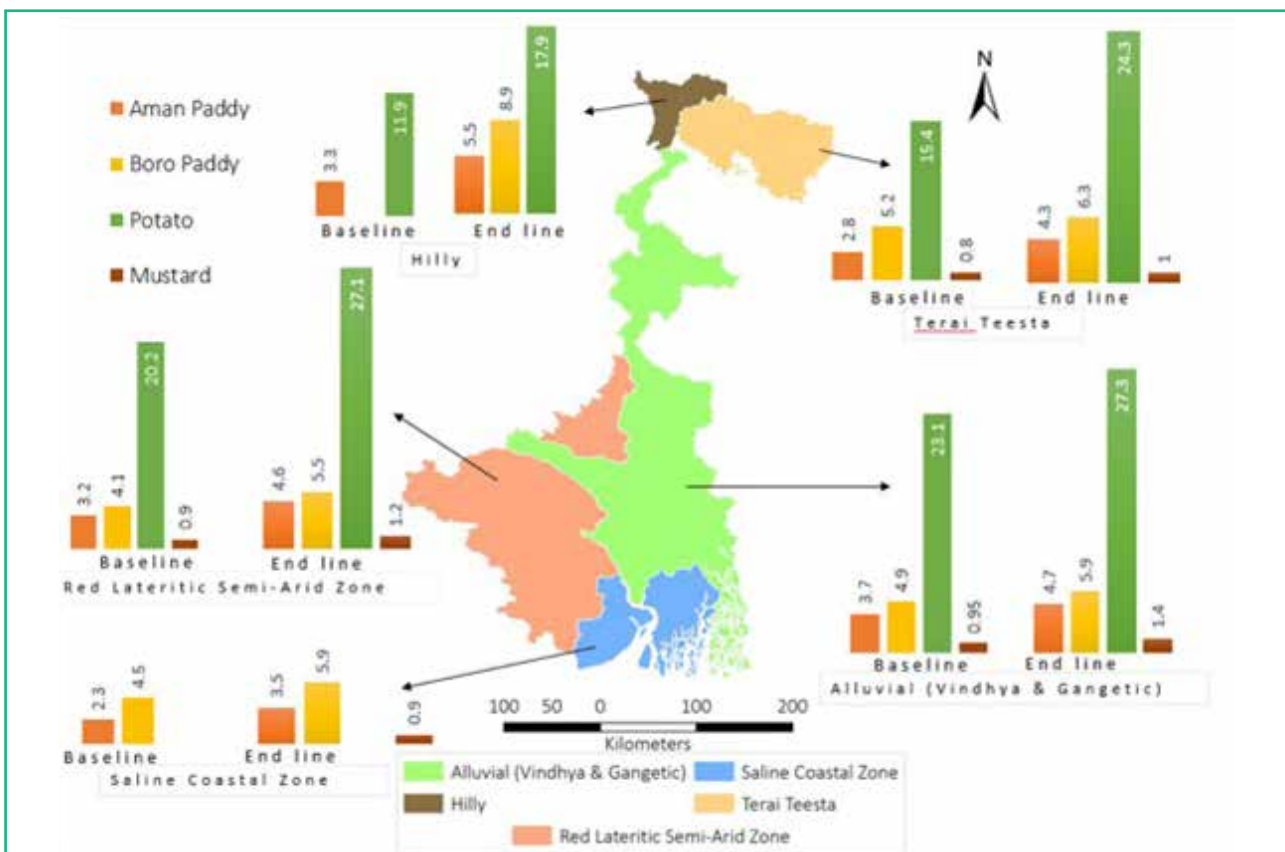 N
Aman Paddy
Boro Paddy
Potato
Mustard
3.3
11.9
5.5
8.9
17.9
Baseline
End line
Hilly
2.8
5.2
15.4
0.8
4.3
6.3
24.3
1
Baseline
End line
Terai Teesta
3.2
4.1
20.2
0.9
4.6
5.5
27.1
1.2
Baseline
End line
Red Lateritic Semi-Arid Zone
3.7
4.9
23.1
0.95
4.7
5.9
27.3
1.4
Baseline
End line
Alluvial (Vindhya & Gangetic)
2.3
4.5
3.5
5.9
0.9
Baseline
End line
Saline Coastal Zone
100 50 0 100 200
Kilometers
Alluvial (Vindhya & Gangetic)
Saline Coastal Zone
Hilly
Terai Teesta
Red Lateritic Semi-Arid Zone